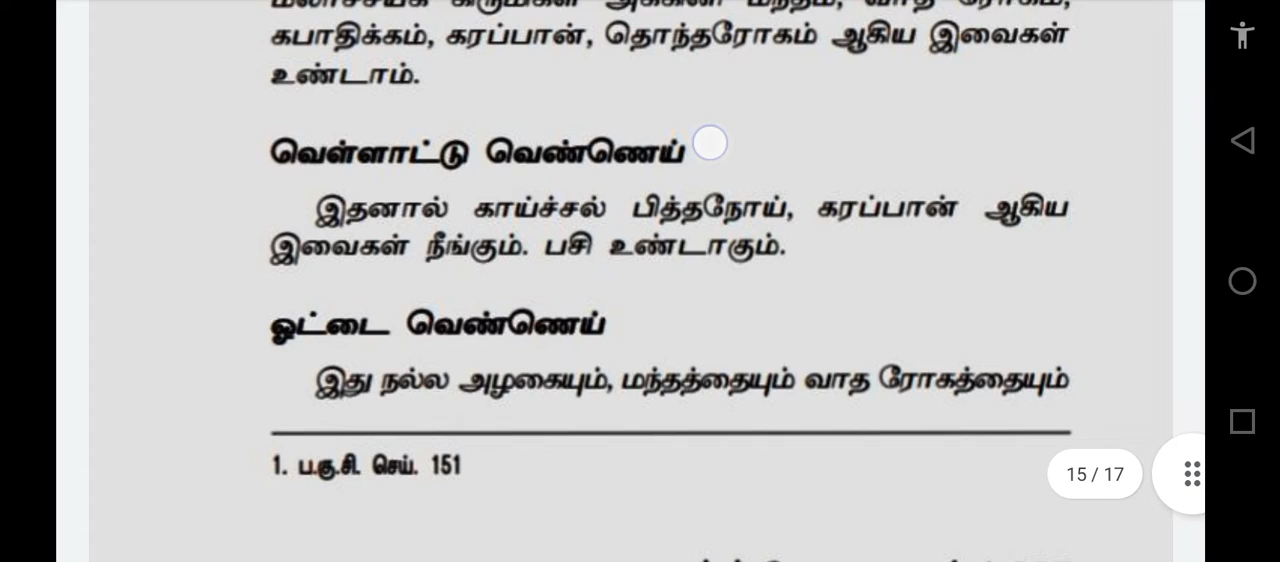 கபாதிக்கம், கரப்பான், தொந்தரோகம் ஆகிய இவைகள்
உண்டாம்.
வெள்ளாட்டு வெண்ணெய்
இதனால் காய்ச்சல் பித்தநோய், கரப்பான் ஆகிய
இவைகள் நீங்கும். பசி உண்டாகும்.
ஓட்டை வெண்ணெய்
இது நல்ல அழகையும், மந்தத்தையும் வாத ரோகத்தையும்
1. ப.கு.சி. செய். 151
15 / 17